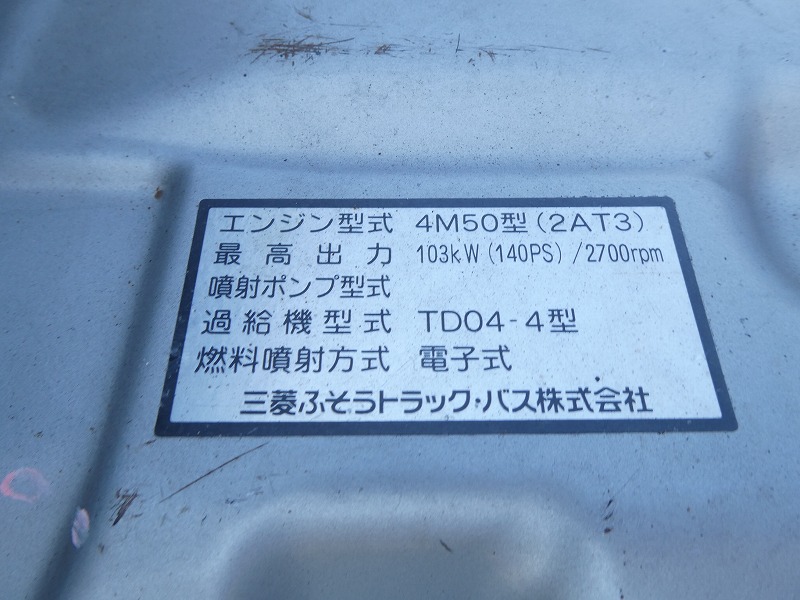 エンジン型式 4M50型(2AT3)
最高出力 103kW(140PS)/2700rpm
噴射ポンプ型式
過給機型式 TD04-4型
燃料噴射方式 電子式
三菱ふそうトラック・バス株式会社